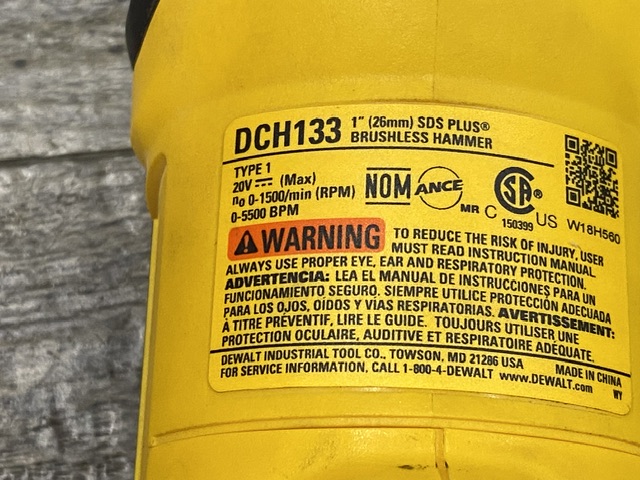 DCH133 1" (26mm) SDS PLUS®
BRUSHLESS HAMMER
TYPE 1
20V (Max)
n₀ 0-1500/min (RPM)
0-5500 BPM
NOM ANCE
MR C SA ® US
150399
W18H560
WARNING TO REDUCE THE RISK OF INJURY, USER
MUST READ INSTRUCTION MANUAL.
ALWAYS USE PROPER EYE, EAR AND RESPIRATORY PROTECTION.
ADVERTENCIA: LEA EL MANUAL DE INSTRUCCIONES PARA UN
FUNCIONAMIENTO SEGURO. SIEMPRE UTILICE PROTECCIÓN ADECUADA
PARA LOS OJOS, OÍDOS Y VÍAS RESPIRATORIAS. AVERTISSEMENT:
À TITRE PRÉVENTIF, LIRE LE GUIDE. TOUJOURS UTILISER UNE
PROTECTION OCULAIRE, AUDITIVE ET RESPIRATOIRE ADÉQUATE.
DEWALT INDUSTRIAL TOOL CO., TOWSON, MD 21286 USA MADE IN CHINA
FOR SERVICE INFORMATION, CALL 1-800-4-DEWALT www.DEWALT.com WY